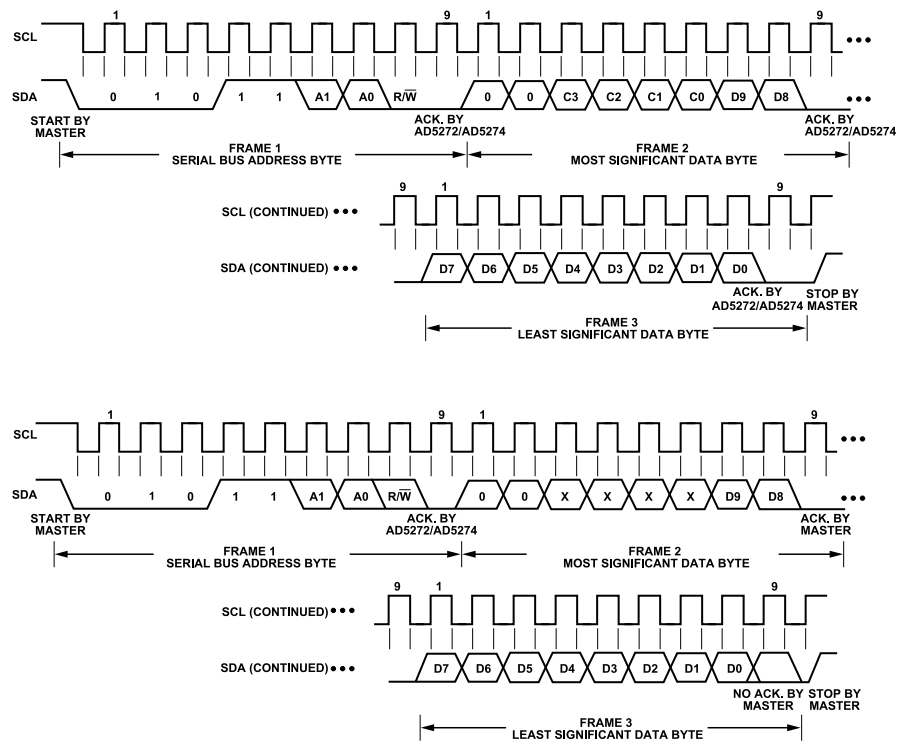 1 9 1 9
SCL •••
SDA 0 1 0 1 1 A1 A0 R/W̅ 0 0 C3 C2 C1 C0 D9 D8 •••
START BY
MASTER
ACK. BY
AD5272/AD5274
ACK. BY
AD5272/AD5274
FRAME 1
SERIAL BUS ADDRESS BYTE
FRAME 2
MOST SIGNIFICANT DATA BYTE
9 1 9
SCL (CONTINUED) •••
SDA (CONTINUED) ••• D7 D6 D5 D4 D3 D2 D1 D0
ACK. BY
AD5272/AD5274
STOP BY
MASTER
FRAME 3
LEAST SIGNIFICANT DATA BYTE
1 9 1 9
SCL •••
SDA 0 1 0 1 1 A1 A0 R/W̅ 0 0 X X X X D9 D8 •••
START BY
MASTER
ACK. BY
AD5272/AD5274
ACK. BY
MASTER
FRAME 1
SERIAL BUS ADDRESS BYTE
FRAME 2
MOST SIGNIFICANT DATA BYTE
9 1 9
SCL (CONTINUED) •••
SDA (CONTINUED) ••• D7 D6 D5 D4 D3 D2 D1 D0
NO ACK. BY
MASTER
STOP BY
MASTER
FRAME 3
LEAST SIGNIFICANT DATA BYTE